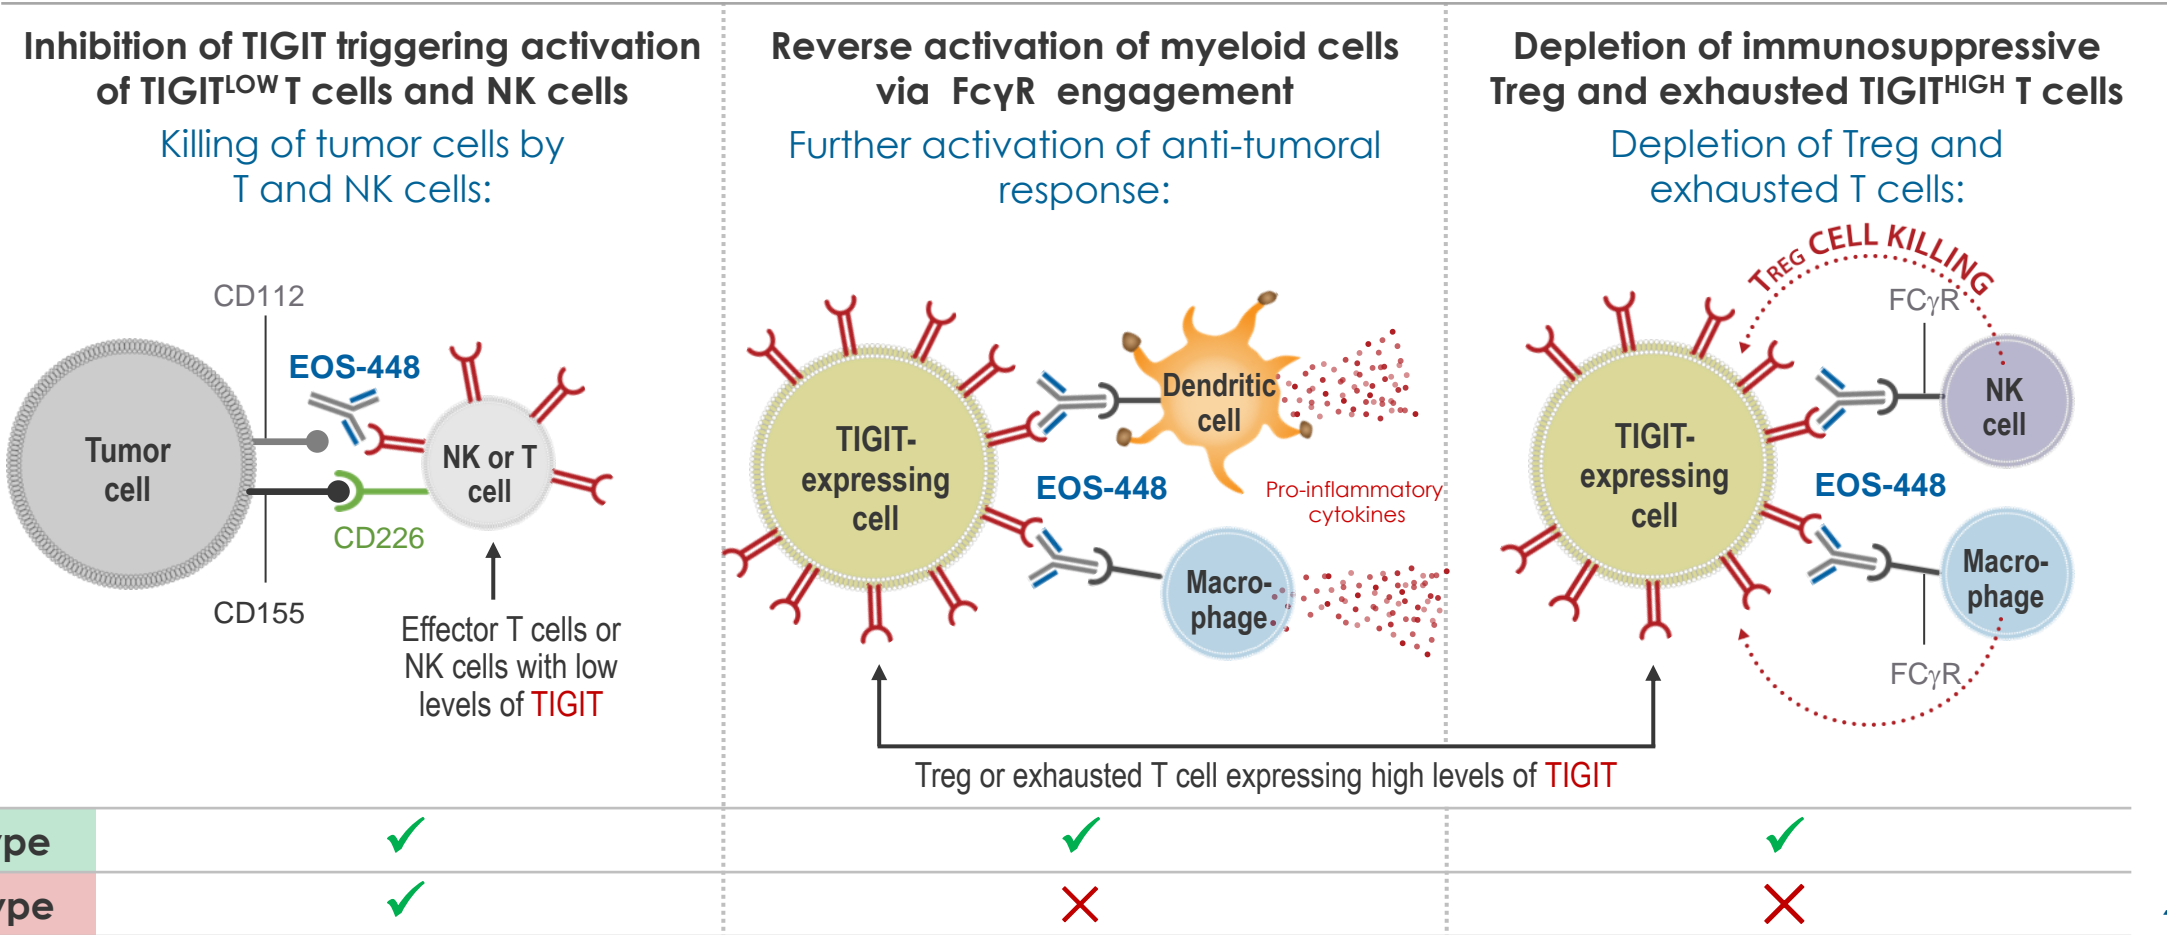 Inhibition of TIGIT triggering activation
of TIGITLOW T cells and NK cells
Killing of tumor cells by
T and NK cells:
CD112
EOS-448
Tumor
cell
NK or T
cell
CD226
CD155
Effector T cells or
NK cells with low
levels of TIGIT
Reverse activation of myeloid cells
via FcγR engagement
Further activation of anti-tumoral
response:
Dendritic
cell
TIGIT-
expressing
cell
EOS-448
Pro-inflammatory
cytokines
Macro-
phage
Depletion of immunosuppressive
Treg and exhausted TIGITHIGH T cells
Depletion of Treg and
exhausted T cells:
TREG CELL KILLING
FCγR
NK
cell
TIGIT-
expressing
cell
EOS-448
Macro-
phage
FCγR
Treg or exhausted T cell expressing high levels of TIGIT
ype
ype